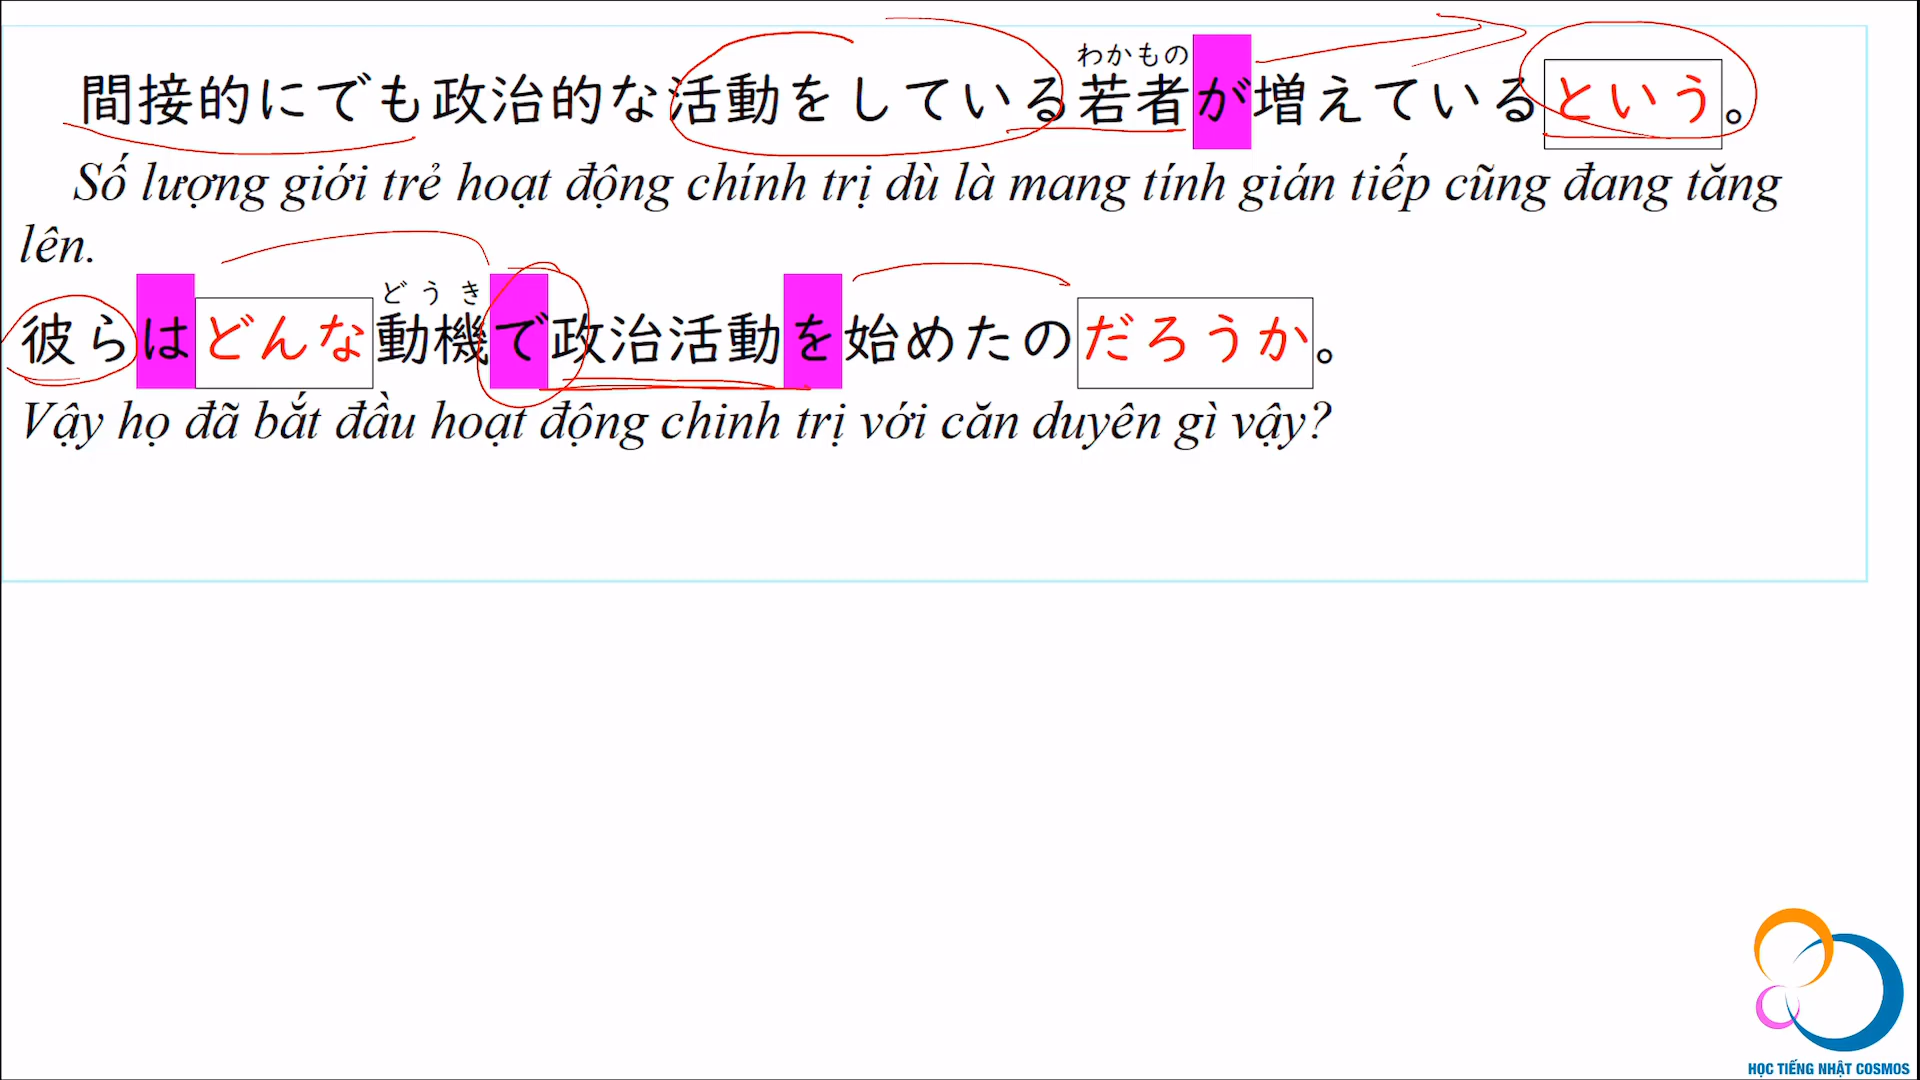 わかもの
間接的にでも政治的な活動をしている若者が増えているという。
Số lượng giới trẻ hoạt động chính trị dù là mang tính gián tiếp cũng đang tăng
lên.
どうき
彼らはどんな動機で政治活動を始めたのだろうか。
Vậy họ đã bắt đầu hoạt động chinh trị với căn duyên gì vậy?
HỌC TIẾNG NHẬT COSMOS